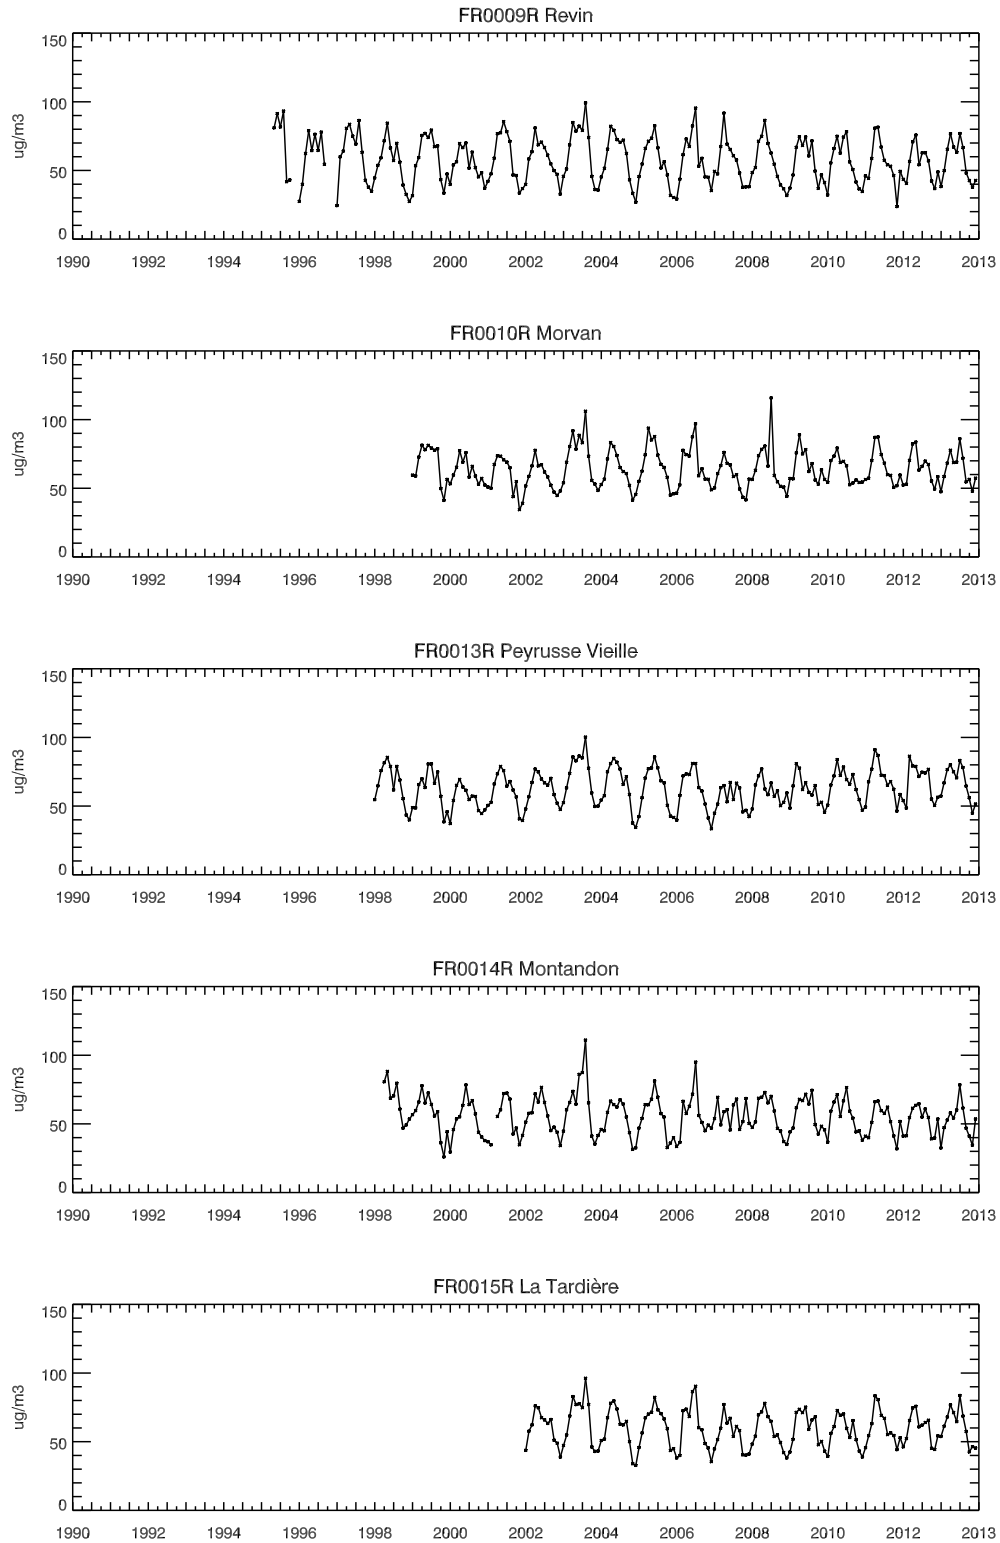 FR0009R Revin
150
100
50
0
ug/m3
1990 1992 1994 1996 1998 2000 2002 2004 2006 2008 2010 2012 2013
FR0010R Morvan
150
100
50
0
ug/m3
1990 1992 1994 1996 1998 2000 2002 2004 2006 2008 2010 2012 2013
FR0013R Peyrusse Vieille
150
100
50
0
ug/m3
1990 1992 1994 1996 1998 2000 2002 2004 2006 2008 2010 2012 2013
FR0014R Montandon
150
100
50
0
ug/m3
1990 1992 1994 1996 1998 2000 2002 2004 2006 2008 2010 2012 2013
FR0015R La Tardière
150
100
50
0
ug/m3
1990 1992 1994 1996 1998 2000 2002 2004 2006 2008 2010 2012 2013